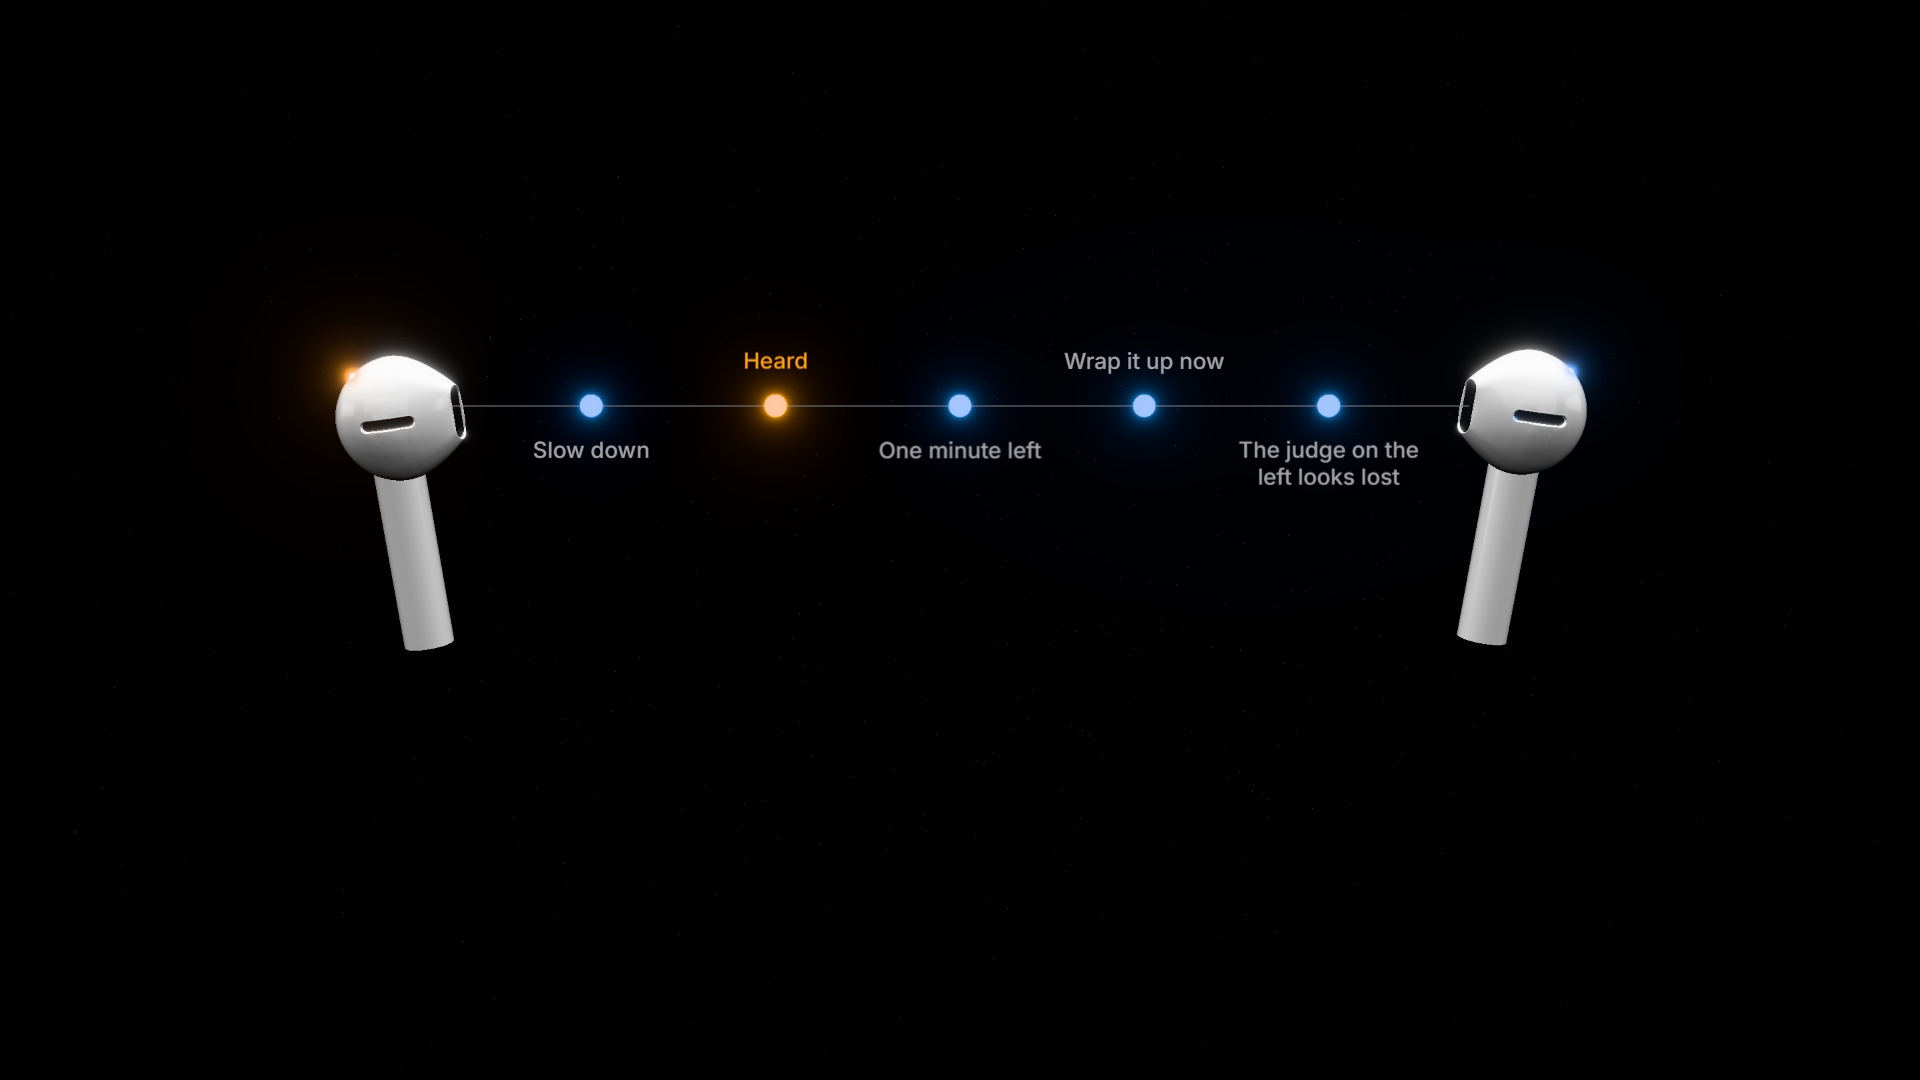 Heard
Wrap it up now
Slow down
One minute left
The judge on the
left looks lost